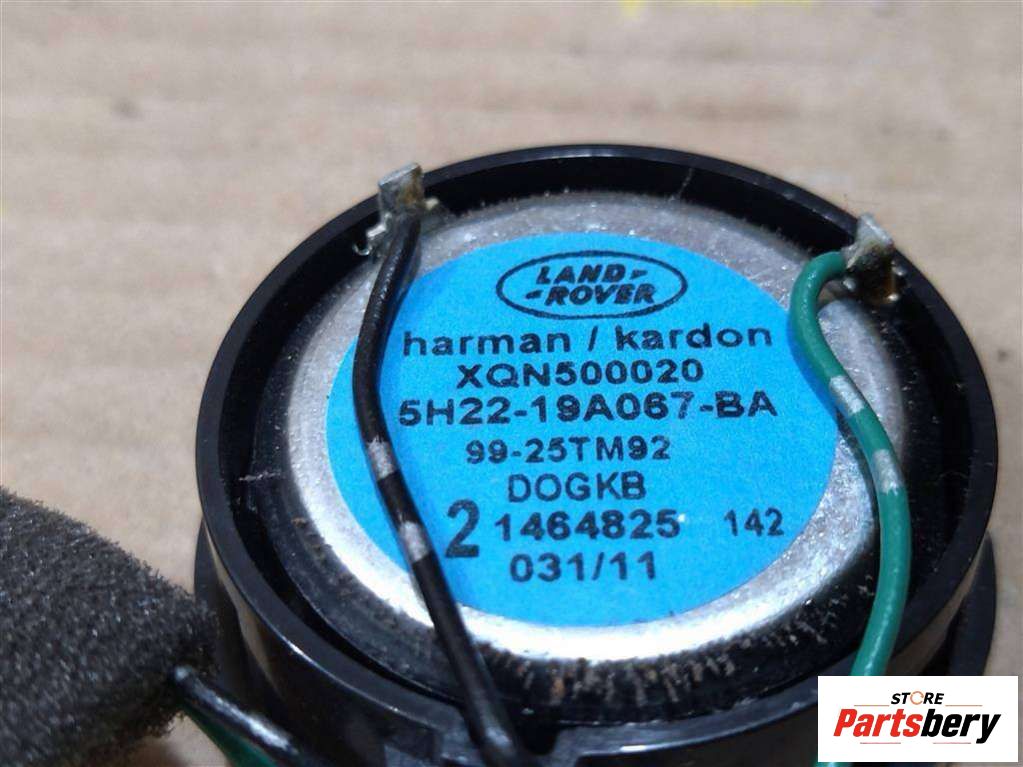 LAND-
-ROVER
harman / kardon
XQN500020
5H22-19A067-BA
99-25TM92
DOGKB
2 1464825 142
031/11
STORE
Partsbery